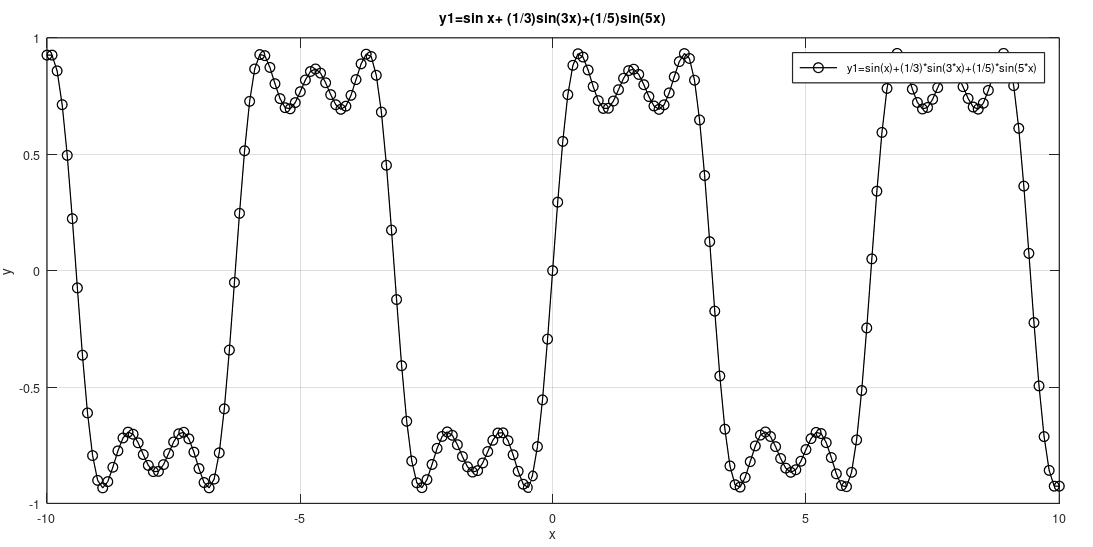 y1=sin x+ (1/3)sin(3x)+(1/5)sin(5x)
1
y1=sin(x)+(1/3)*sin(3*x)+(1/5)*sin(5*x)
0.5
y
0
-0.5
-1
-10 -5 0 5 10
x